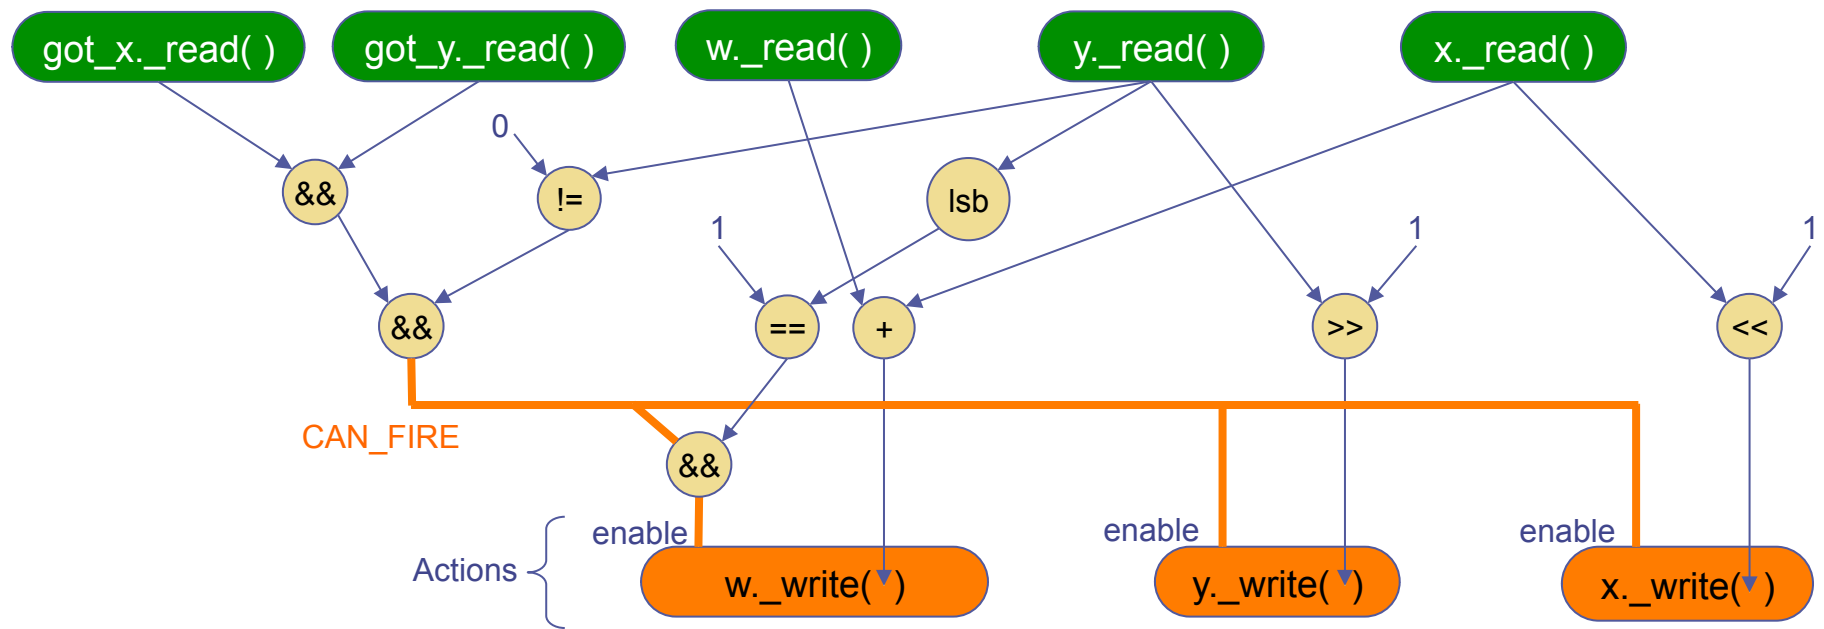 got_x._read( )
got_y._read( )
w._read( )
y._read( )
x._read( )
0
&&
!=
lsb
1
1
1
&&
==
+
>>
<<
CAN_FIRE
&&
Actions
enable
enable
enable
w._write( )
y._write( )
x._write( )